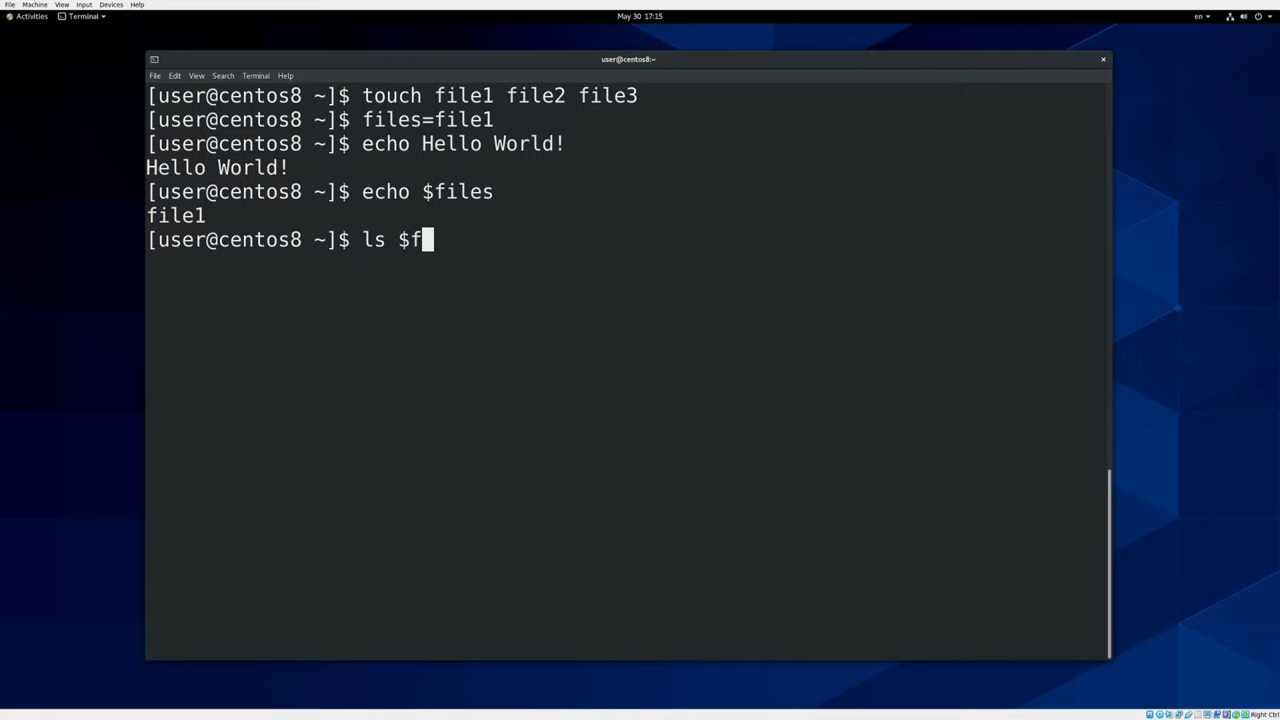 File Machine View Input Devices Help
Activities Terminal May 30 17:15 en
user@centos8:~
File Edit View Search Terminal Help
[user@centos8 ~]$ touch file1 file2 file3
[user@centos8 ~]$ files=file1
[user@centos8 ~]$ echo Hello World!
Hello World!
[user@centos8 ~]$ echo $files
file1
[user@centos8 ~]$ ls $f
Right Ctrl